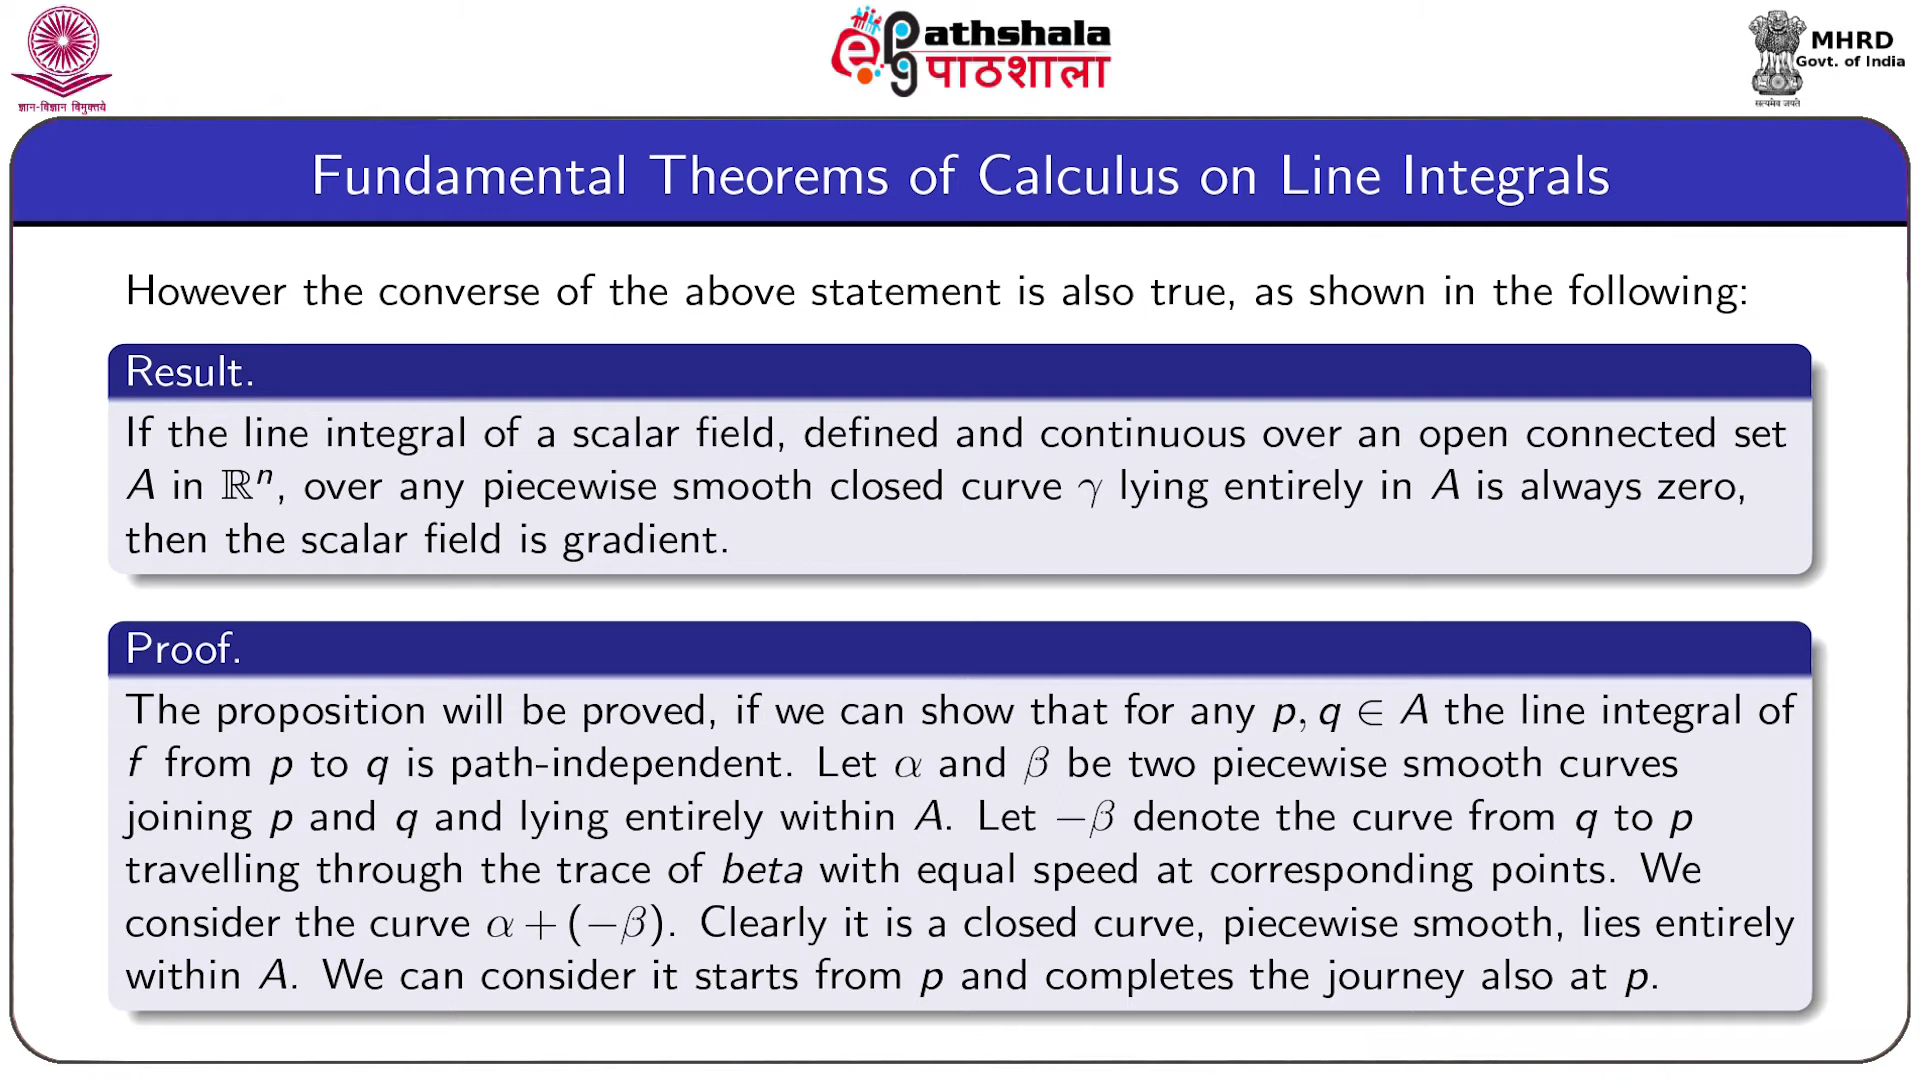 ज्ञान-विज्ञान विमुक्तये
ePathshala
पाठशाला
MHRD
Govt. of India
सत्यमेव जयते
Fundamental Theorems of Calculus on Line Integrals
However the converse of the above statement is also true, as shown in the following:
Result.
If the line integral of a scalar field, defined and continuous over an open connected set
A in ℝⁿ, over any piecewise smooth closed curve γ lying entirely in A is always zero,
then the scalar field is gradient.
Proof.
The proposition will be proved, if we can show that for any p, q ∈ A the line integral of
f from p to q is path-independent. Let α and β be two piecewise smooth curves
joining p and q and lying entirely within A. Let −β denote the curve from q to p
travelling through the trace of beta with equal speed at corresponding points. We
consider the curve α + (−β). Clearly it is a closed curve, piecewise smooth, lies entirely
within A. We can consider it starts from p and completes the journey also at p.